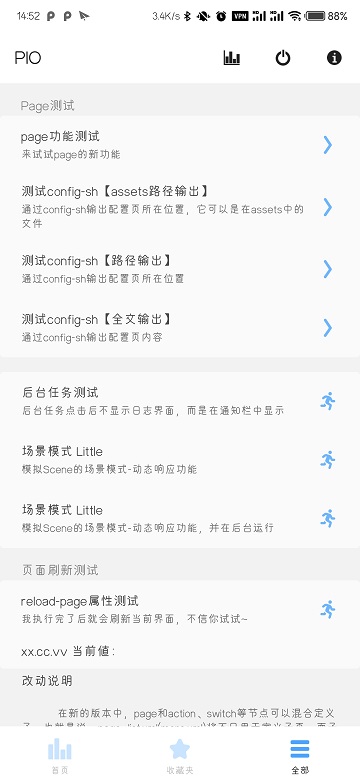 14:52
3.4K/s
VPN
88%
PIO
Page测试
page功能测试
来试试page的新功能
测试config-sh【assets路径输出】
通过config-sh输出配置页所在位置，它可以是在assets中的
文件
测试config-sh【路径输出】
通过config-sh输出配置页所在位置
测试config-sh【全文输出】
通过config-sh输出配置页内容
后台任务测试
后台任务点击后不显示日志界面，而是在通知栏中显示
场景模式 Little
模拟Scene的场景模式-动态响应功能
场景模式 Little
模拟Scene的场景模式-动态响应功能，并在后台运行
页面刷新测试
reload-page属性测试
我执行完了后就会刷新当前界面，不信你试试~
xx.cc.vv 当前值：
改动说明
在新的版本中，page和action、switch等节点可以混合定义
首页
收藏夹
全部